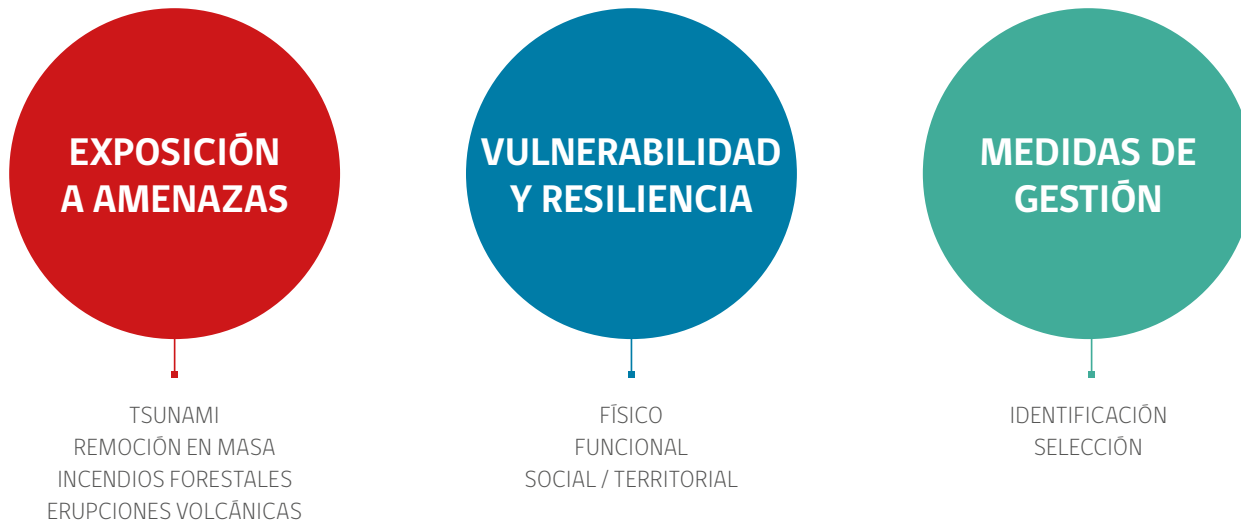 EXPOSICIÓN
A AMENAZAS
VULNERABILIDAD
Y RESILIENCIA
MEDIDAS DE
GESTIÓN
TSUNAMI
REMOCIÓN EN MASA
INCENDIOS FORESTALES
ERUPCIONES VOLCÁNICAS
FÍSICO
FUNCIONAL
SOCIAL / TERRITORIAL
IDENTIFICACIÓN
SELECCIÓN